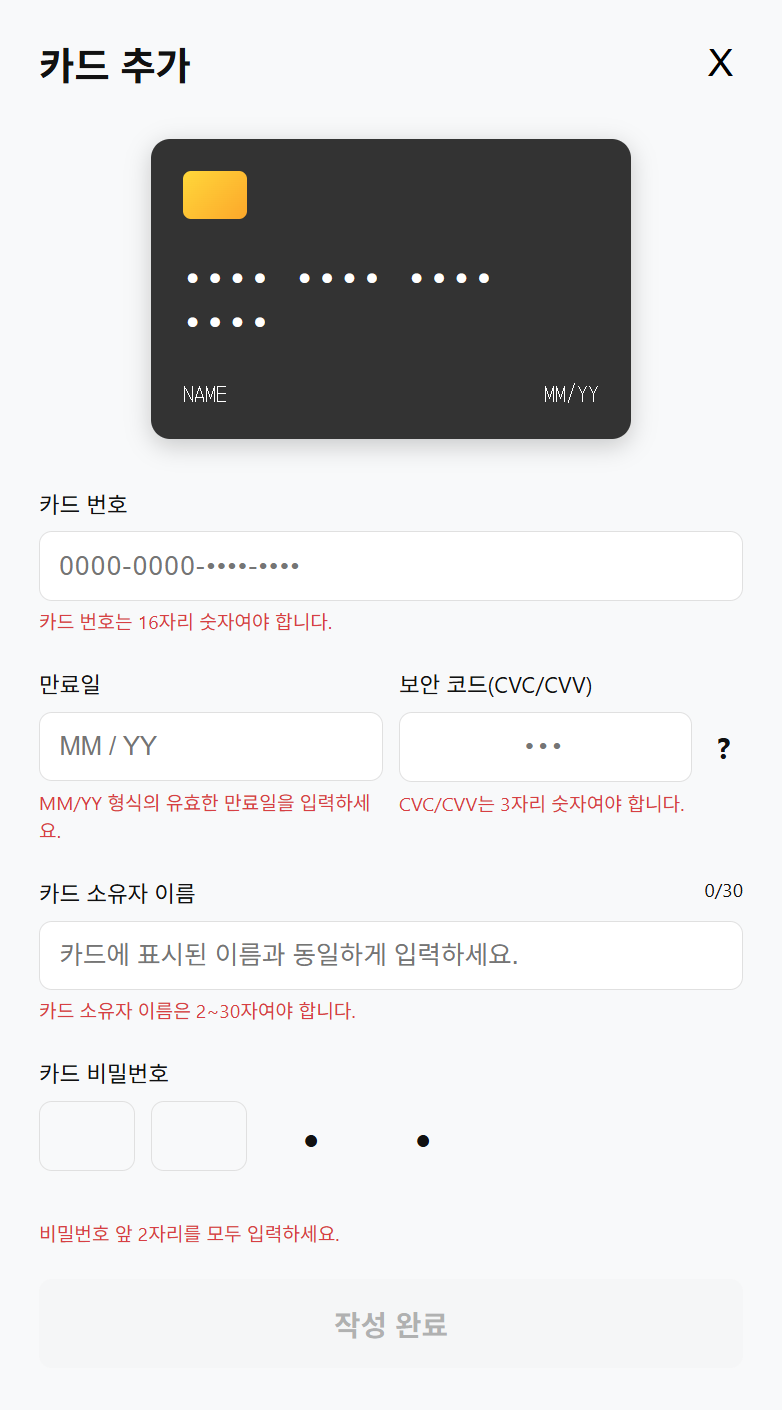 카드 추가
X
•••• •••• ••••
••••
NAME
MM/YY
카드 번호
0000-0000-••••-••••
카드 번호는 16자리 숫자여야 합니다.
만료일
보안 코드(CVC/CVV)
MM / YY
•••
?
MM/YY 형식의 유효한 만료일을 입력하세
요.
CVC/CVV는 3자리 숫자여야 합니다.
카드 소유자 이름
0/30
카드에 표시된 이름과 동일하게 입력하세요.
카드 소유자 이름은 2~30자여야 합니다.
카드 비밀번호
• •
비밀번호 앞 2자리를 모두 입력하세요.
작성 완료